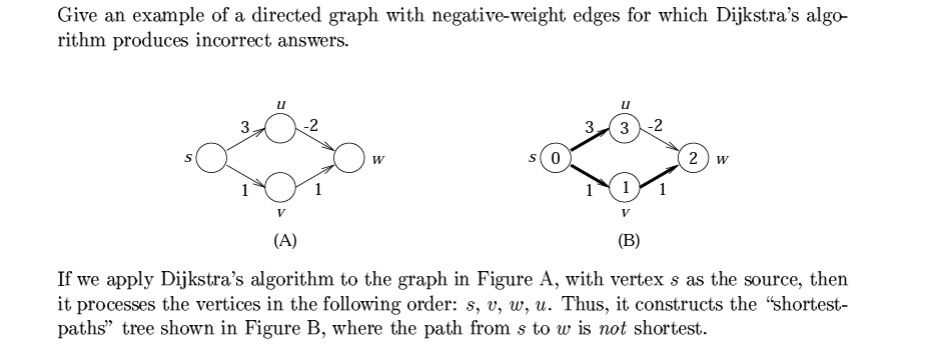 Give an example of a directed graph with negative-weight edges for which Dijkstra's algo-
rithm produces incorrect answers.
u u
3 -2 3 3 -2
s w s 0 2 w
1 1 1 1 1
v v
(A) (B)
If we apply Dijkstra's algorithm to the graph in Figure A, with vertex s as the source, then
it processes the vertices in the following order: s, v, w, u. Thus, it constructs the "shortest-
paths" tree shown in Figure B, where the path from s to w is not shortest.